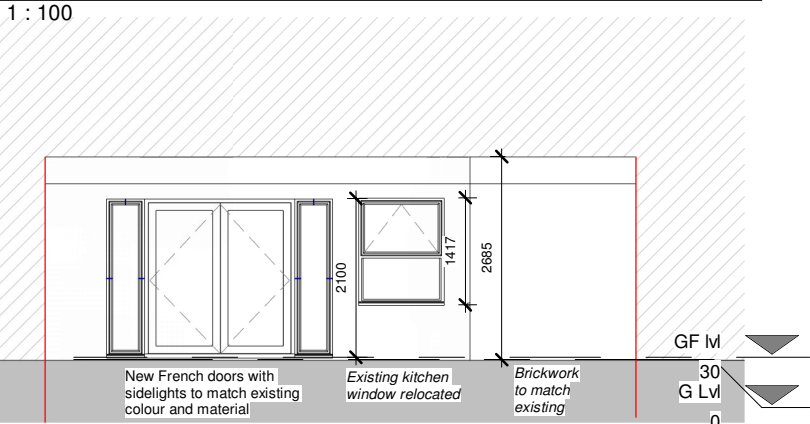 1 : 100
2100
1417
2685
GF lvl
30
G Lvl
0
New French doors with
sidelights to match existing
colour and material
Existing kitchen
window relocated
Brickwork
to match
existing